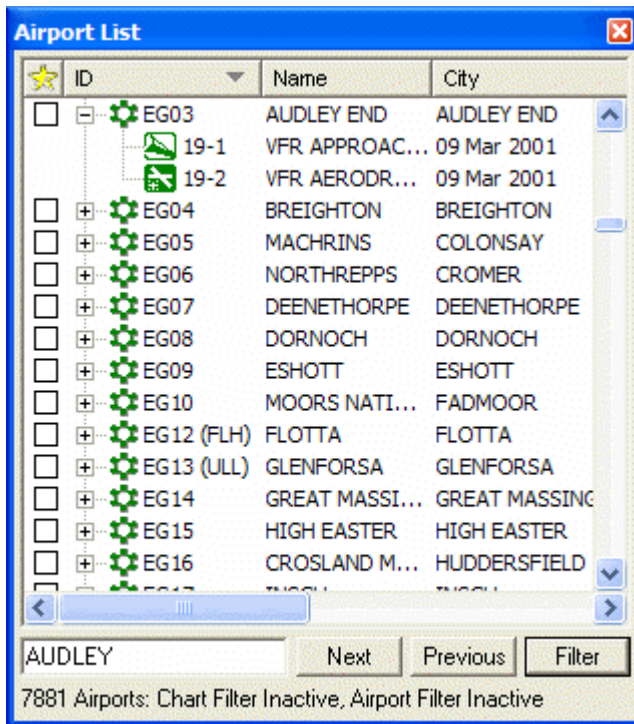 Airport List
ID Name City
EG03 AUDLEY END AUDLEY END
19-1 VFR APPROAC... 09 Mar 2001
19-2 VFR AERODR... 09 Mar 2001
EG04 BREIGHTON BREIGHTON
EG05 MACHRINS COLONSAY
EG06 NORTHREPPS CROMER
EG07 DEENETHORPE DEENETHORPE
EG08 DORNOCH DORNOCH
EG09 ESHOTT ESHOTT
EG10 MOORS NATI... FADMOOR
EG12 (FLH) FLOTTA FLOTTA
EG13 (ULL) GLENFORSA GLENFORSA
EG14 GREAT MASSI... GREAT MASSING
EG15 HIGH EASTER HIGH EASTER
EG16 CROSLAND M... HUDDERSFIELD
AUDLEY Next Previous Filter
7881 Airports: Chart Filter Inactive, Airport Filter Inactive